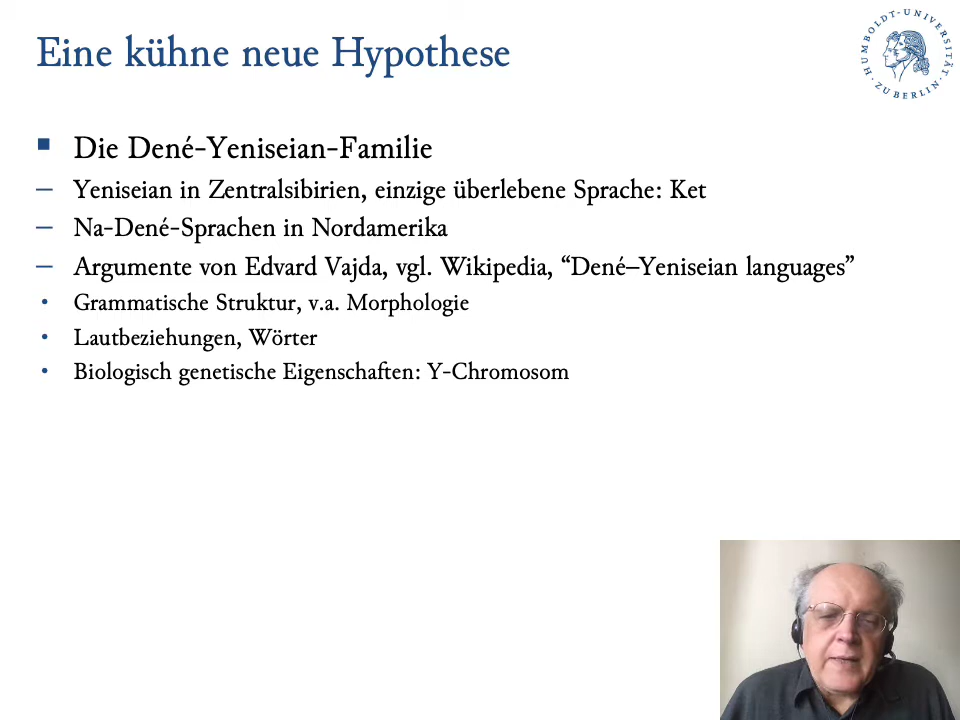 Eine kühne neue Hypothese
HUMBOLDT-UNIVERSITÄT ZU BERLIN
Die Dené-Yeniseian-Familie
Yeniseian in Zentralsibirien, einzige überlebene Sprache: Ket
Na-Dené-Sprachen in Nordamerika
Argumente von Edvard Vajda, vgl. Wikipedia, “Dené–Yeniseian languages”
Grammatische Struktur, v.a. Morphologie
Lautbeziehungen, Wörter
Biologisch genetische Eigenschaften: Y-Chromosom